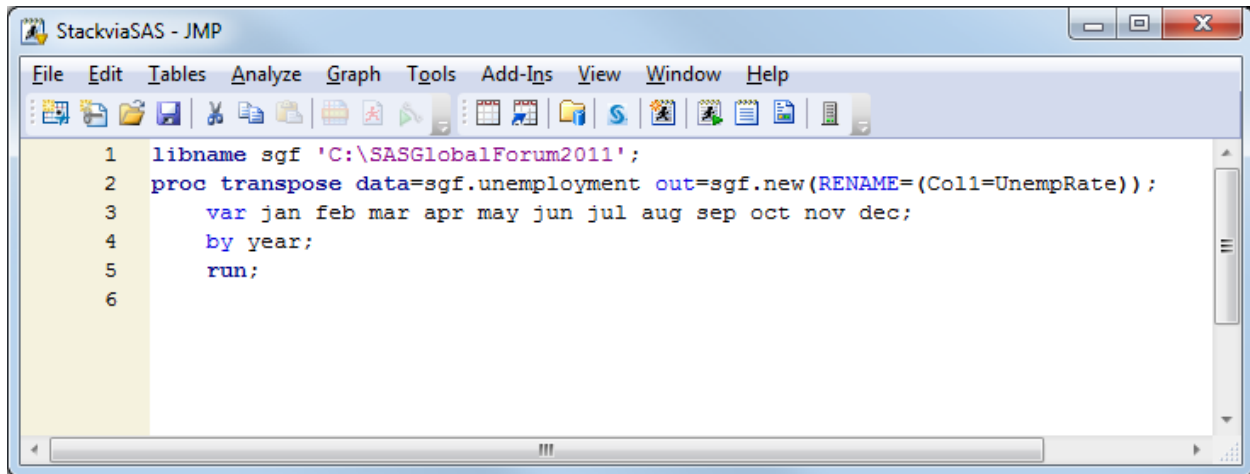 StackviaSAS - JMP
File Edit Tables Analyze Graph Tools Add-Ins View Window Help
1 libname sgf 'C:\SASGlobalForum2011';
2 proc transpose data=sgf.unemployment out=sgf.new(RENAME=(Col1=UnempRate));
3 var jan feb mar apr may jun jul aug sep oct nov dec;
4 by year;
5 run;
6